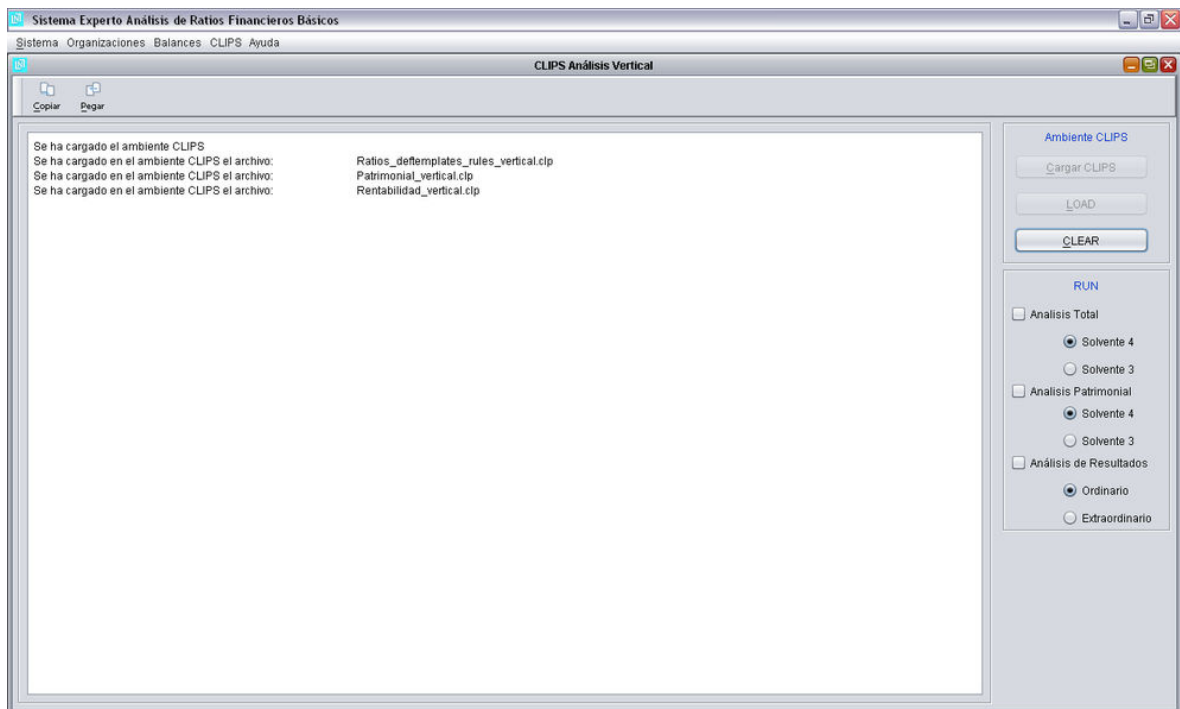 Sistema Experto Análisis de Ratios Financieros Básicos
Sistema Organizaciones Balances CLIPS Ayuda
CLIPS Análisis Vertical
Copiar Pegar
Se ha cargado el ambiente CLIPS
Se ha cargado en el ambiente CLIPS el archivo: Ratios_deftemplates_rules_vertical.clp
Se ha cargado en el ambiente CLIPS el archivo: Patrimonial_vertical.clp
Se ha cargado en el ambiente CLIPS el archivo: Rentabilidad_vertical.clp
Ambiente CLIPS
Cargar CLIPS
LOAD
CLEAR
RUN
Analisis Total
Solvente 4
Solvente 3
Analisis Patrimonial
Solvente 4
Solvente 3
Análisis de Resultados
Ordinario
Extraordinario